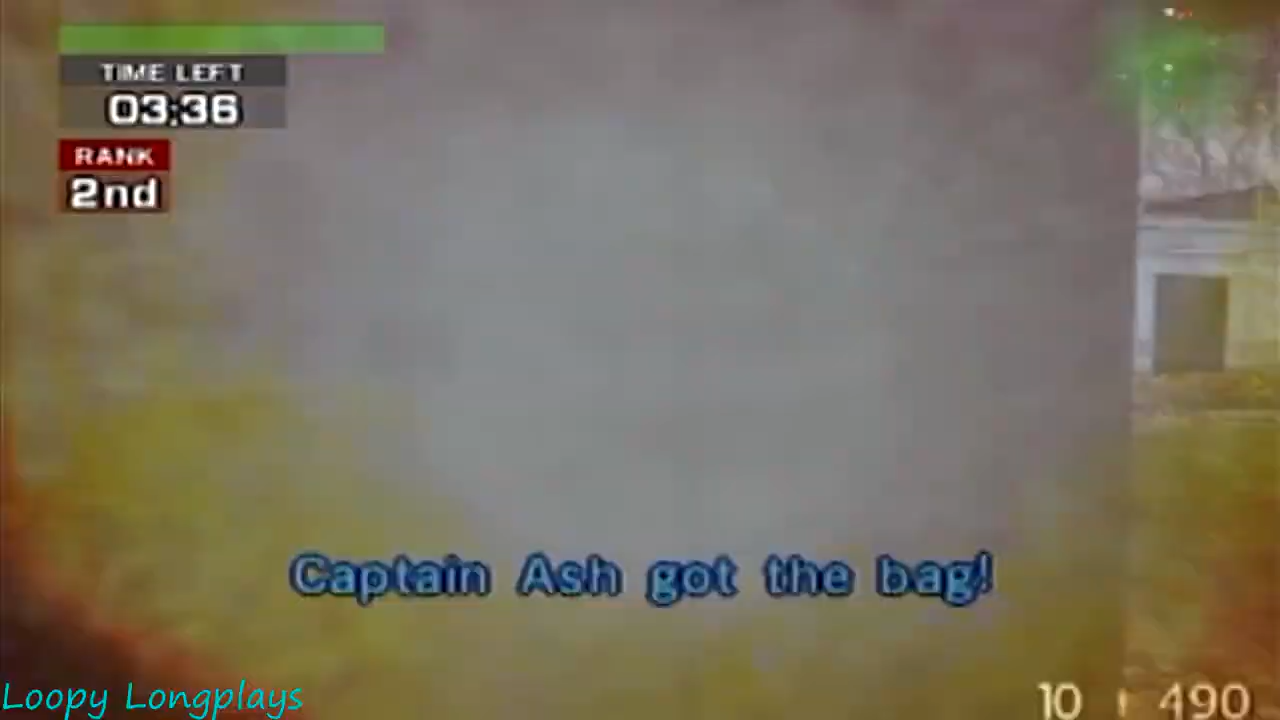 TIME LEFT
03:36
RANK
2nd
Captain Ash got the bag!
Loopy Longplays
10 490